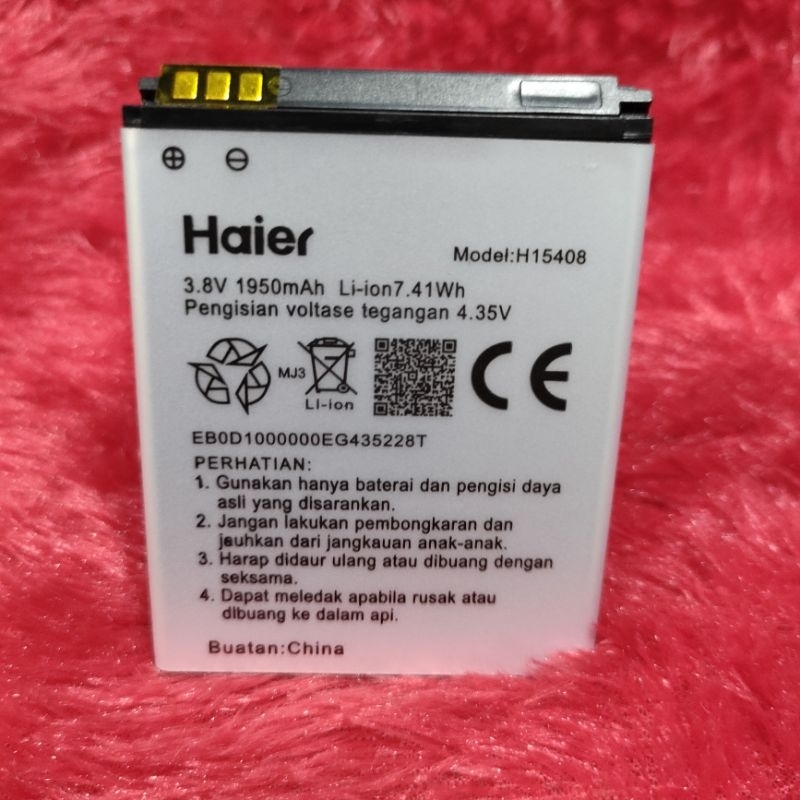 ⊕ ⊖
Haier
Model:H15408
3.8V 1950mAh Li-ion7.41Wh
Pengisian voltase tegangan 4.35V
MJ3
Li-ion
CE
EB0D1000000EG435228T
PERHATIAN:
1. Gunakan hanya baterai dan pengisi daya
asli yang disarankan.
2. Jangan lakukan pembongkaran dan
jauhkan dari jangkauan anak-anak.
3. Harap didaur ulang atau dibuang dengan
seksama.
4. Dapat meledak apabila rusak atau
dibuang ke dalam api.
Buatan:China